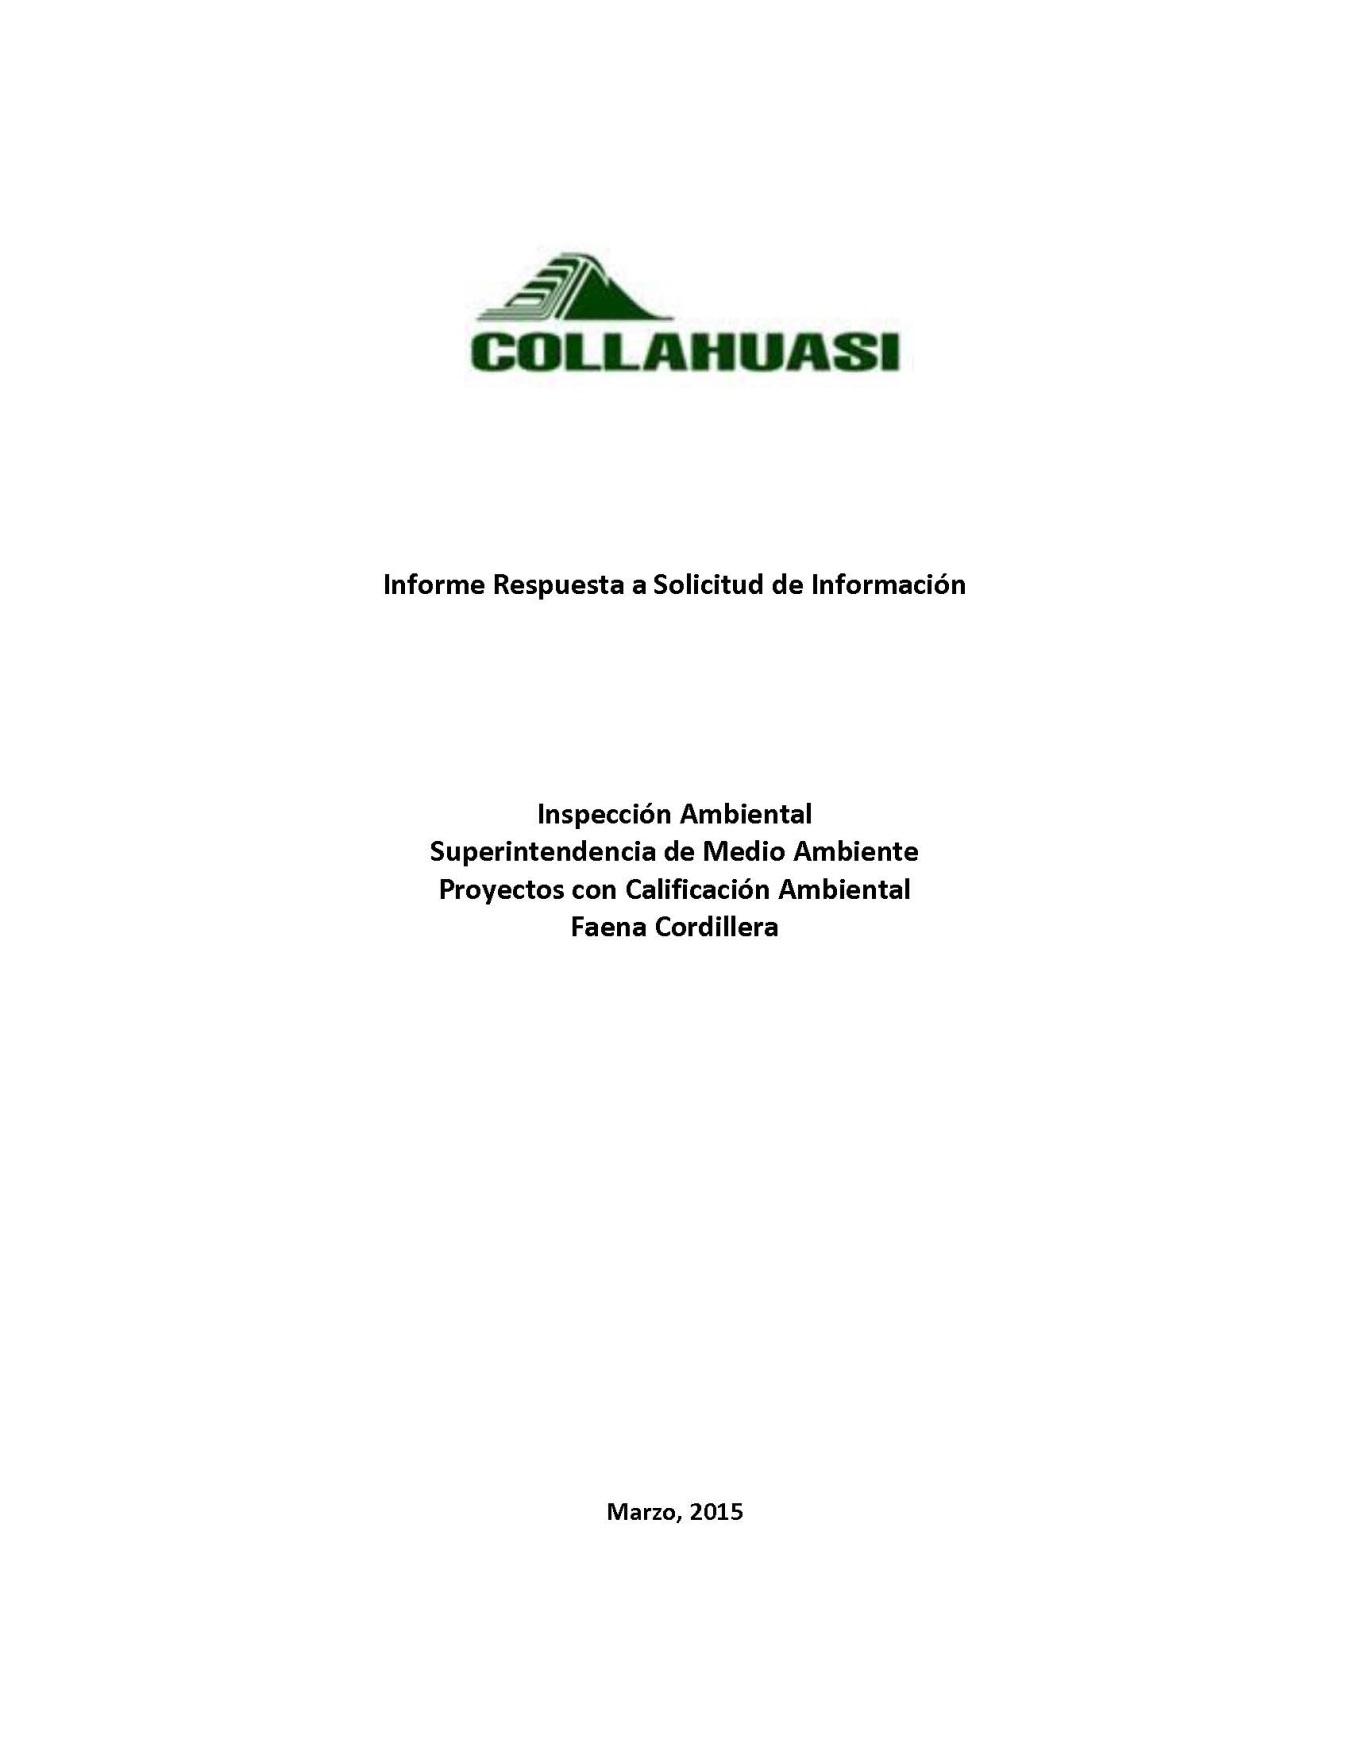 COLLAHUASI
Informe Respuesta a Solicitud de Información
Inspección Ambiental
Superintendencia de Medio Ambiente
Proyectos con Calificación Ambiental
Faena Cordillera
Marzo, 2015